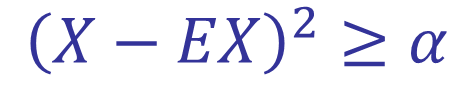 (X − EX)² ≥ α